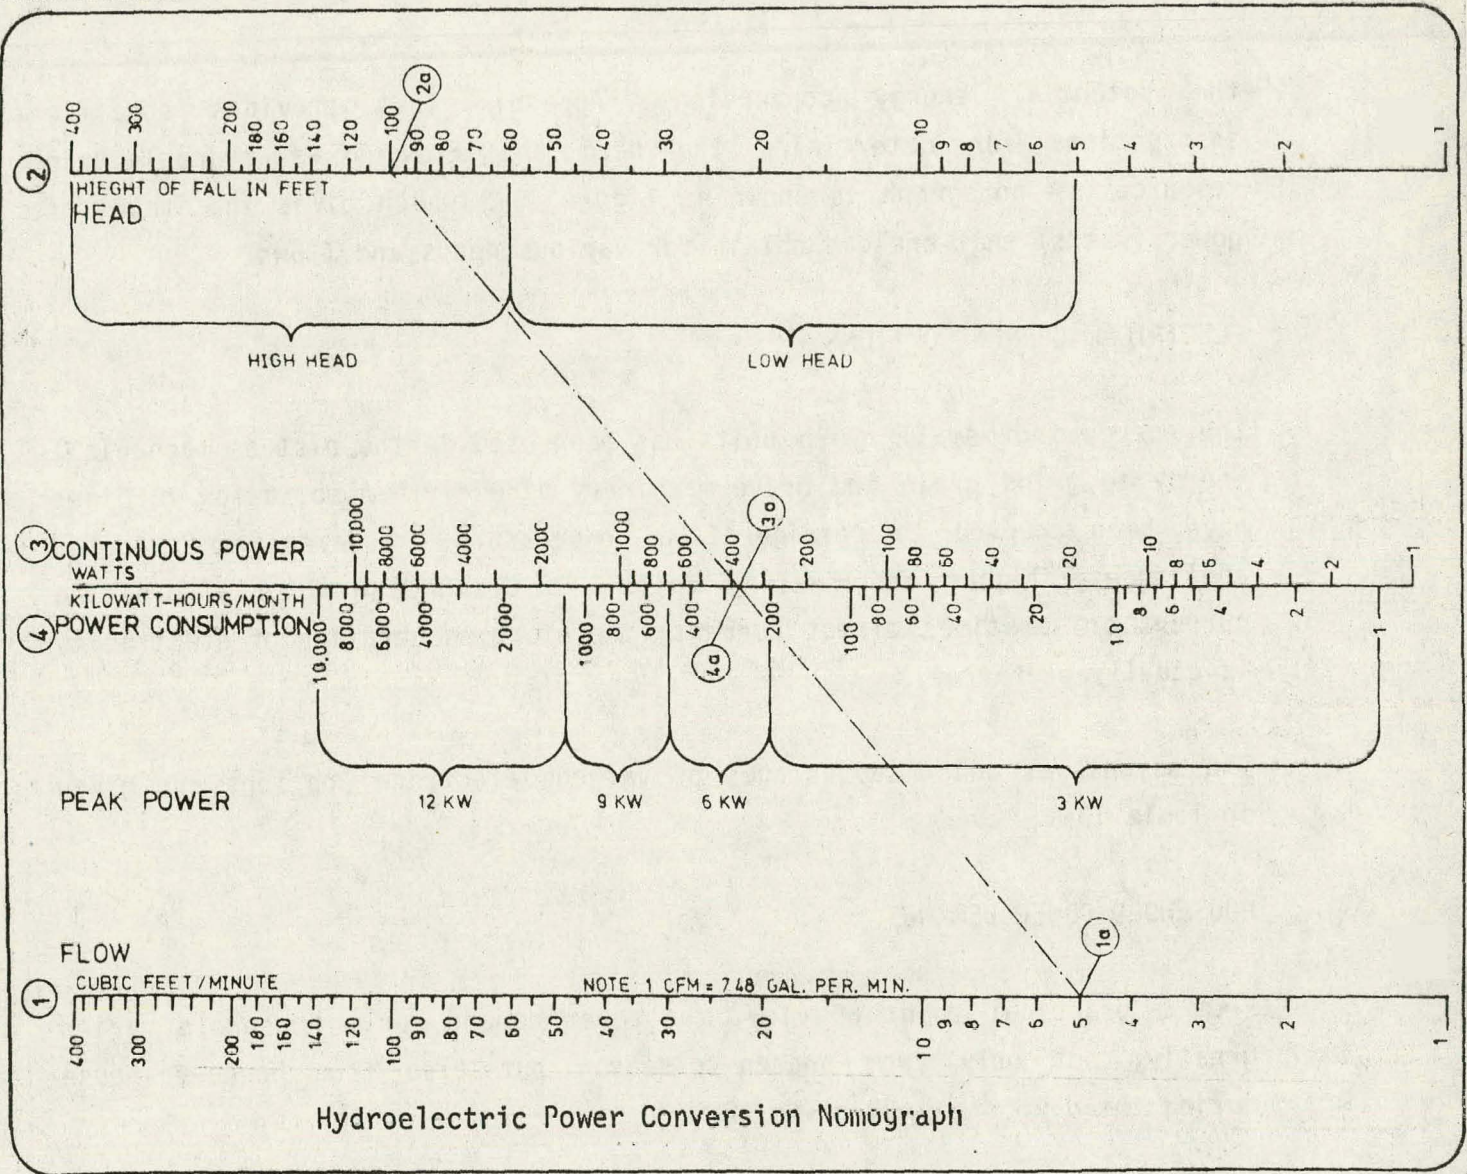 2a
400 300 200 180 160 140 120 100 90 80 70 60 50 40 30 20 10 9 8 7 6 5 4 3 2 1
2
HIEGHT OF FALL IN FEET
HEAD
HIGH HEAD
LOW HEAD
3a
10,000 8000 6000 4000 2000 1000 800 600 400 200 100 80 60 40 20 10 8 6 4 2 1
3 CONTINUOUS POWER
WATTS
KILOWATT-HOURS/MONTH
4 POWER CONSUMPTION
10,000 8000 6000 4000 2000 1000 800 600 400 200 100 80 60 40 20 10 8 6 4 2 1
4a
PEAK POWER
12 KW
9 KW
6 KW
3 KW
1a
FLOW
CUBIC FEET/MINUTE
NOTE: 1 CFM = 7.48 GAL. PER. MIN.
1
400 300 200 180 160 140 120 100 90 80 70 60 50 40 30 20 10 9 8 7 6 5 4 3 2 1
Hydroelectric Power Conversion Nomograph